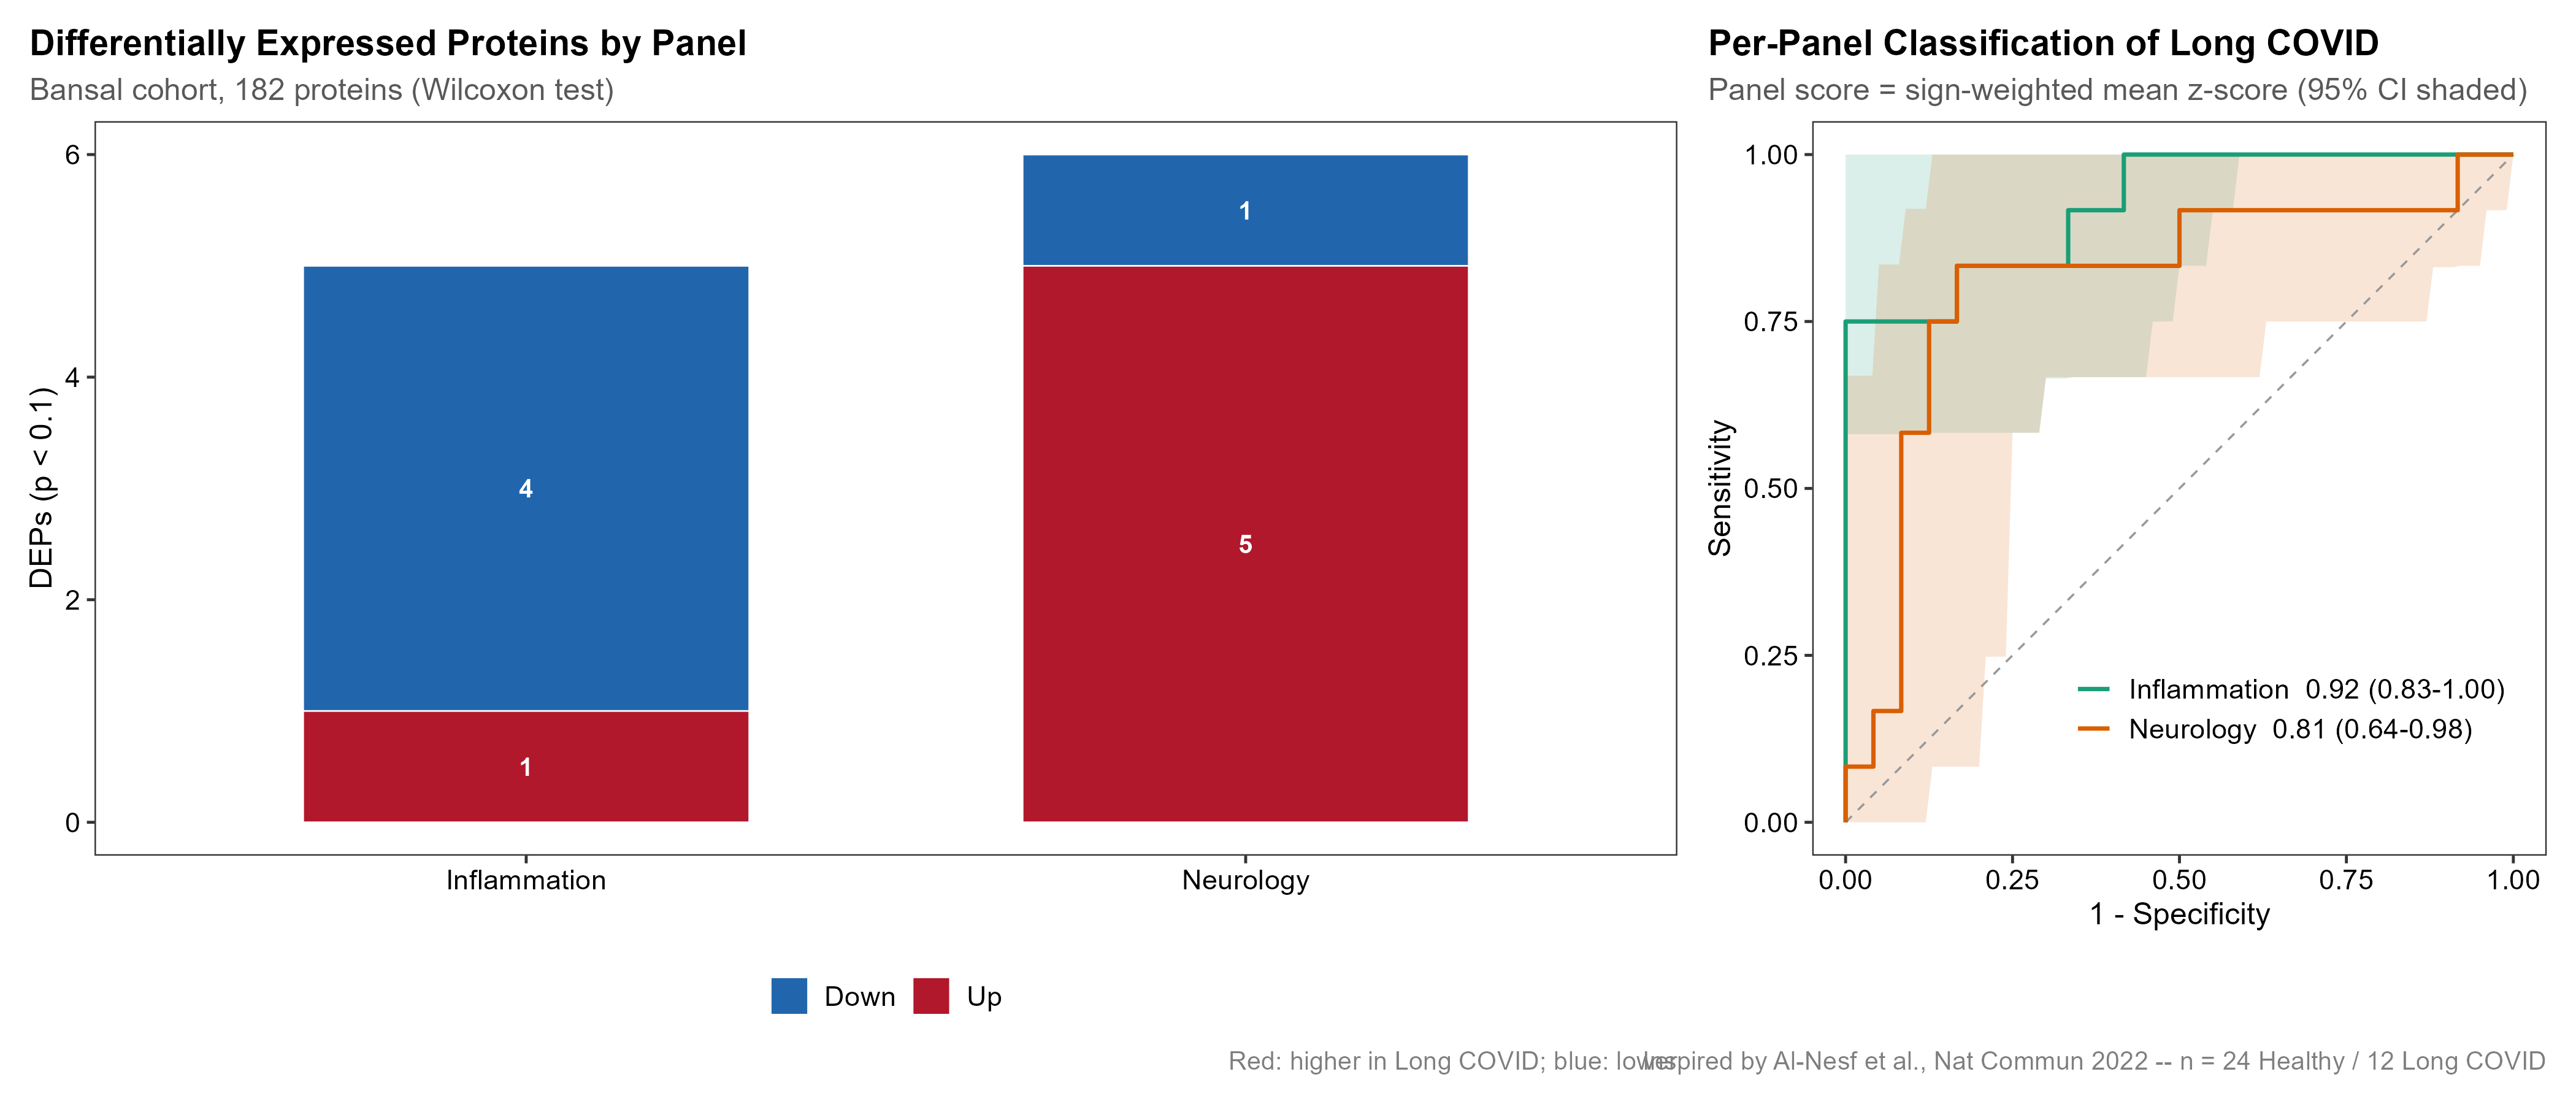 Differentially Expressed Proteins by Panel
Bansal cohort, 182 proteins (Wilcoxon test)
DEPs (p < 0.1)
6
4
2
0
4
1
1
5
Inflammation
Neurology
Down
Up
Red: higher in Long COVID; blue: lower
Per-Panel Classification of Long COVID
Panel score = sign-weighted mean z-score (95% CI shaded)
Sensitivity
1.00
0.75
0.50
0.25
0.00
Inflammation 0.92 (0.83-1.00)
Neurology 0.81 (0.64-0.98)
0.00
0.25
0.50
0.75
1.00
1 - Specificity
Inspired by Al-Nesf et al., Nat Commun 2022 -- n = 24 Healthy / 12 Long COVID